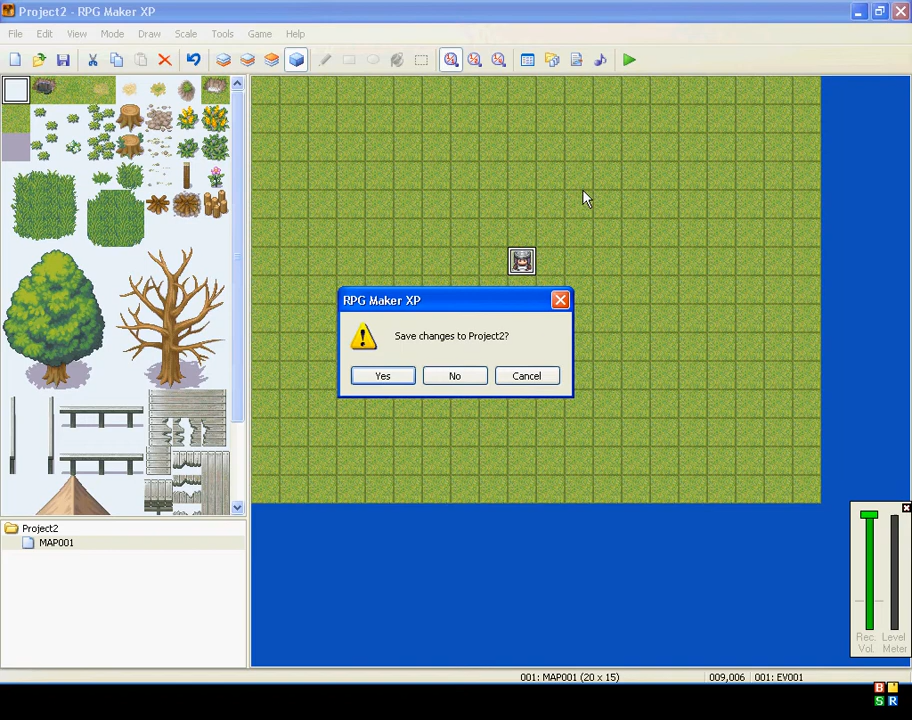 Project2 - RPG Maker XP
File Edit View Mode Draw Scale Tools Game Help
RPG Maker XP
Save changes to Project2?
Yes No Cancel
Project2
MAP001
Rec. Level
Vol. Meter
001: MAP001 (20 x 15) 009,006 001: EV001
B
S R